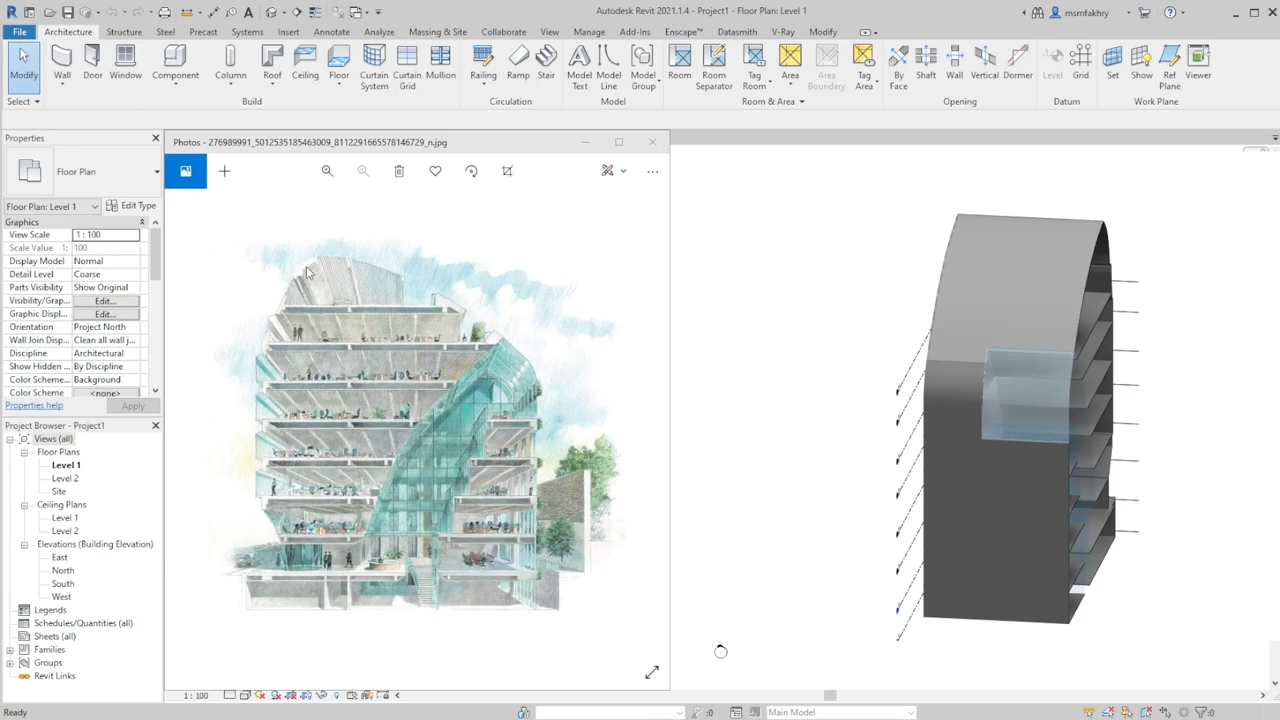 Autodesk Revit 2021.1.4 - Project1 - Floor Plan: Level 1
msmfakhry
File Architecture Structure Steel Precast Systems Insert Annotate Analyze Massing & Site Collaborate View Manage Add-Ins Enscape™ Datasmith V-Ray Modify
Modify Wall Door Window Component Column Roof Ceiling Floor Curtain System Curtain Grid Mullion Railing Ramp Stair Model Text Model Line Model Group Room Room Separator Tag Room Area Area Boundary Tag Area By Face Shaft Wall Vertical Dormer Level Grid Set Show Ref Plane Viewer
Select Build Circulation Model Room & Area Opening Datum Work Plane
Properties
Photos - 276989991_5012535185463009_8112291665578146729_n.jpg
Floor Plan
Floor Plan: Level 1 Edit Type
Graphics
View Scale 1 : 100
Scale Value 1: 100
Display Model Normal
Detail Level Coarse
Parts Visibility Show Original
Visibility/Grap... Edit...
Graphic Displ... Edit...
Orientation Project North
Wall Join Disp... Clean all wall j...
Discipline Architectural
Show Hidden ... By Discipline
Color Scheme... Background
Color Scheme... <none>
Properties help Apply
Project Browser - Project1
Views (all)
Floor Plans
Level 1
Level 2
Site
Ceiling Plans
Level 1
Level 2
Elevations (Building Elevation)
East
North
South
West
Legends
Schedules/Quantities (all)
Sheets (all)
Families
Groups
Revit Links
1 : 100
Ready :0 Main Model :0